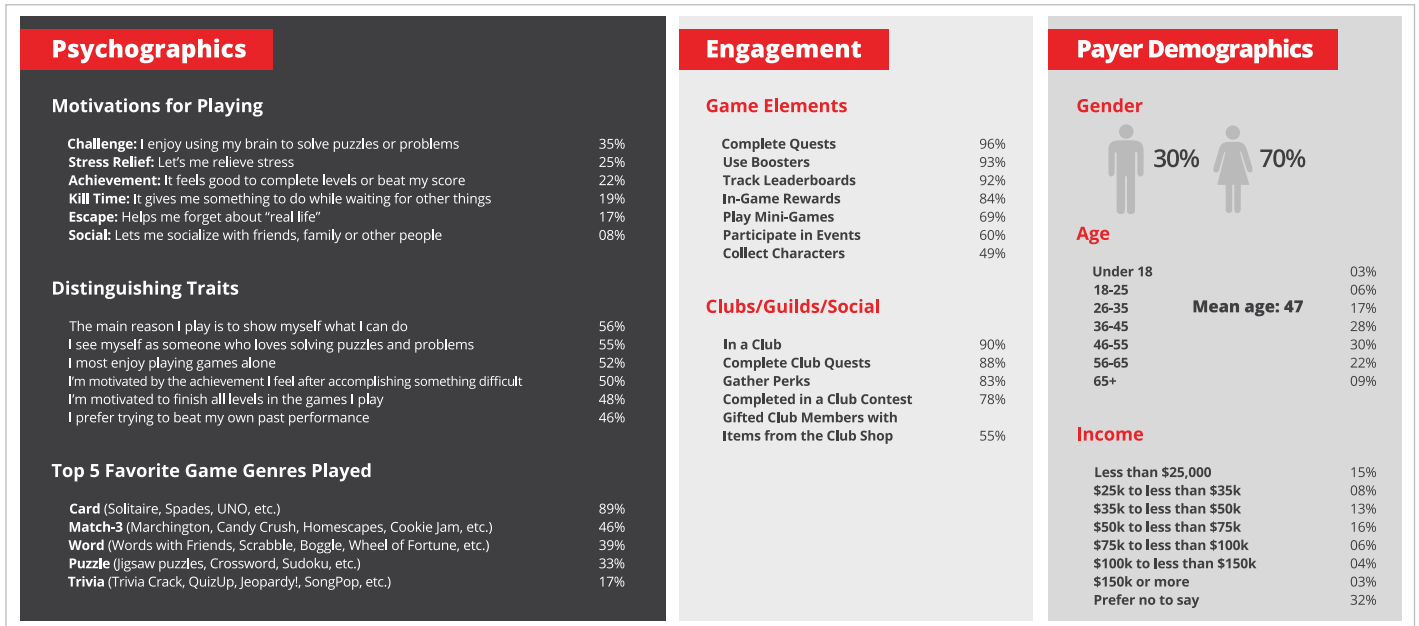 Psychographics
Motivations for Playing
Challenge: I enjoy using my brain to solve puzzles or problems 35%
Stress Relief: Let's me relieve stress 25%
Achievement: It feels good to complete levels or beat my score 22%
Kill Time: It gives me something to do while waiting for other things 19%
Escape: Helps me forget about “real life” 17%
Social: Lets me socialize with friends, family or other people 08%
Distinguishing Traits
The main reason I play is to show myself what I can do 56%
I see myself as someone who loves solving puzzles and problems 55%
I most enjoy playing games alone 52%
I'm motivated by the achievement I feel after accomplishing something difficult 50%
I'm motivated to finish all levels in the games I play 48%
I prefer trying to beat my own past performance 46%
Top 5 Favorite Game Genres Played
Card (Solitaire, Spades, UNO, etc.) 89%
Match-3 (Marchington, Candy Crush, Homescapes, Cookie Jam, etc.) 46%
Word (Words with Friends, Scrabble, Boggle, Wheel of Fortune, etc.) 39%
Puzzle (Jigsaw puzzles, Crossword, Sudoku, etc.) 33%
Trivia (Trivia Crack, QuizUp, Jeopardy!, SongPop, etc.) 17%
Engagement
Game Elements
Complete Quests 96%
Use Boosters 93%
Track Leaderboards 92%
In-Game Rewards 84%
Play Mini-Games 69%
Participate in Events 60%
Collect Characters 49%
Clubs/Guilds/Social
In a Club 90%
Complete Club Quests 88%
Gather Perks 83%
Completed in a Club Contest 78%
Gifted Club Members with
Items from the Club Shop 55%
Payer Demographics
Gender
30% 70%
Age
Under 18 03%
18-25 06%
26-35 Mean age: 47 17%
36-45 28%
46-55 30%
56-65 22%
65+ 09%
Income
Less than $25,000 15%
$25k to less than $35k 08%
$35k to less than $50k 13%
$50k to less than $75k 16%
$75k to less than $100k 06%
$100k to less than $150k 04%
$150k or more 03%
Prefer no to say 32%